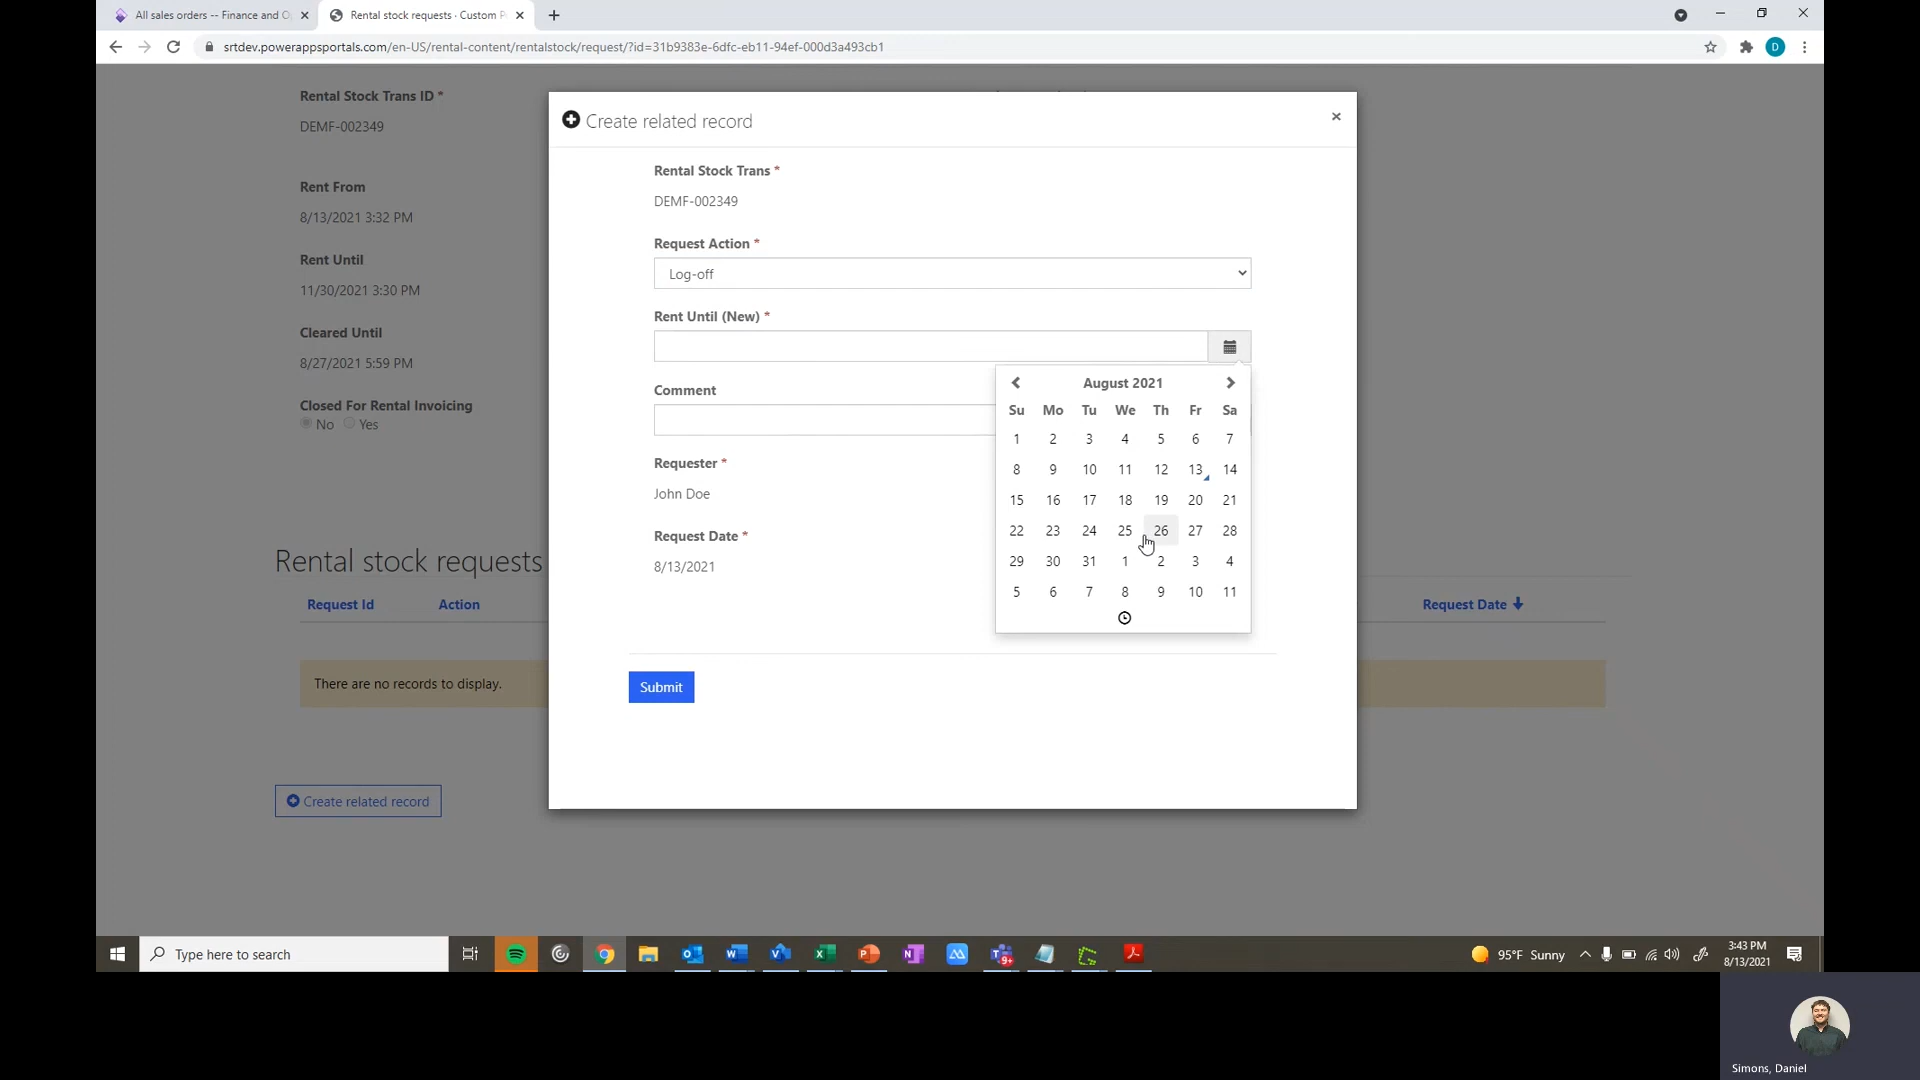 All sales orders -- Finance and O
Rental stock requests · Custom P
srtdev.powerappsportals.com/en-US/rental-content/rentalstock/request/?id=31b9383e-6dfc-eb11-94ef-000d3a493cb1
D
Rental Stock Trans ID *
DEMF-002349
Rent From
8/13/2021 3:32 PM
Rent Until
11/30/2021 3:30 PM
Cleared Until
8/27/2021 5:59 PM
Closed For Rental Invoicing
No Yes
Rental stock requests
Request Id Action Request Date
There are no records to display.
Create related record
Create related record
Rental Stock Trans *
DEMF-002349
Request Action *
Log-off
Rent Until (New) *
Comment
Requester *
John Doe
Request Date *
8/13/2021
August 2021
Su Mo Tu We Th Fr Sa
1 2 3 4 5 6 7
8 9 10 11 12 13 14
15 16 17 18 19 20 21
22 23 24 25 26 27 28
29 30 31 1 2 3 4
5 6 7 8 9 10 11
Submit
Type here to search
9+
95°F Sunny
3:43 PM
8/13/2021
Simons, Daniel